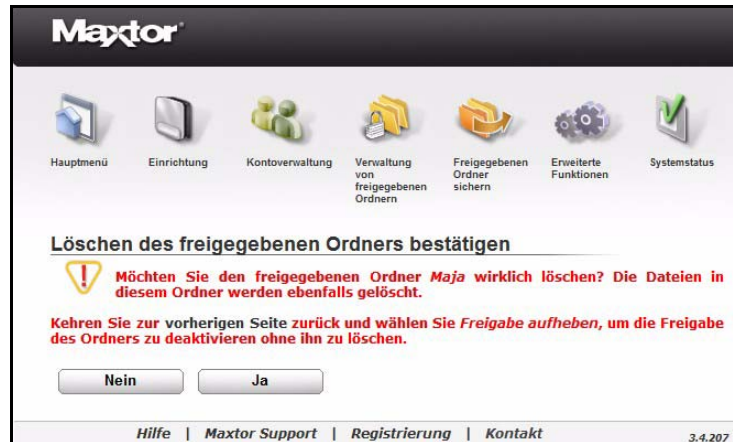 Maxtor
Hauptmenü
Einrichtung
Kontoverwaltung
Verwaltung
von
freigegebenen
Ordnern
Freigegebenen
Ordner
sichern
Erweiterte
Funktionen
Systemstatus
Löschen des freigegebenen Ordners bestätigen
Möchten Sie den freigegebenen Ordner Maja wirklich löschen? Die Dateien in
diesem Ordner werden ebenfalls gelöscht.
Kehren Sie zur vorherigen Seite zurück und wählen Sie Freigabe aufheben, um die Freigabe
des Ordners zu deaktivieren ohne ihn zu löschen.
Nein Ja
Hilfe | Maxtor Support | Registrierung | Kontakt 3.4.207